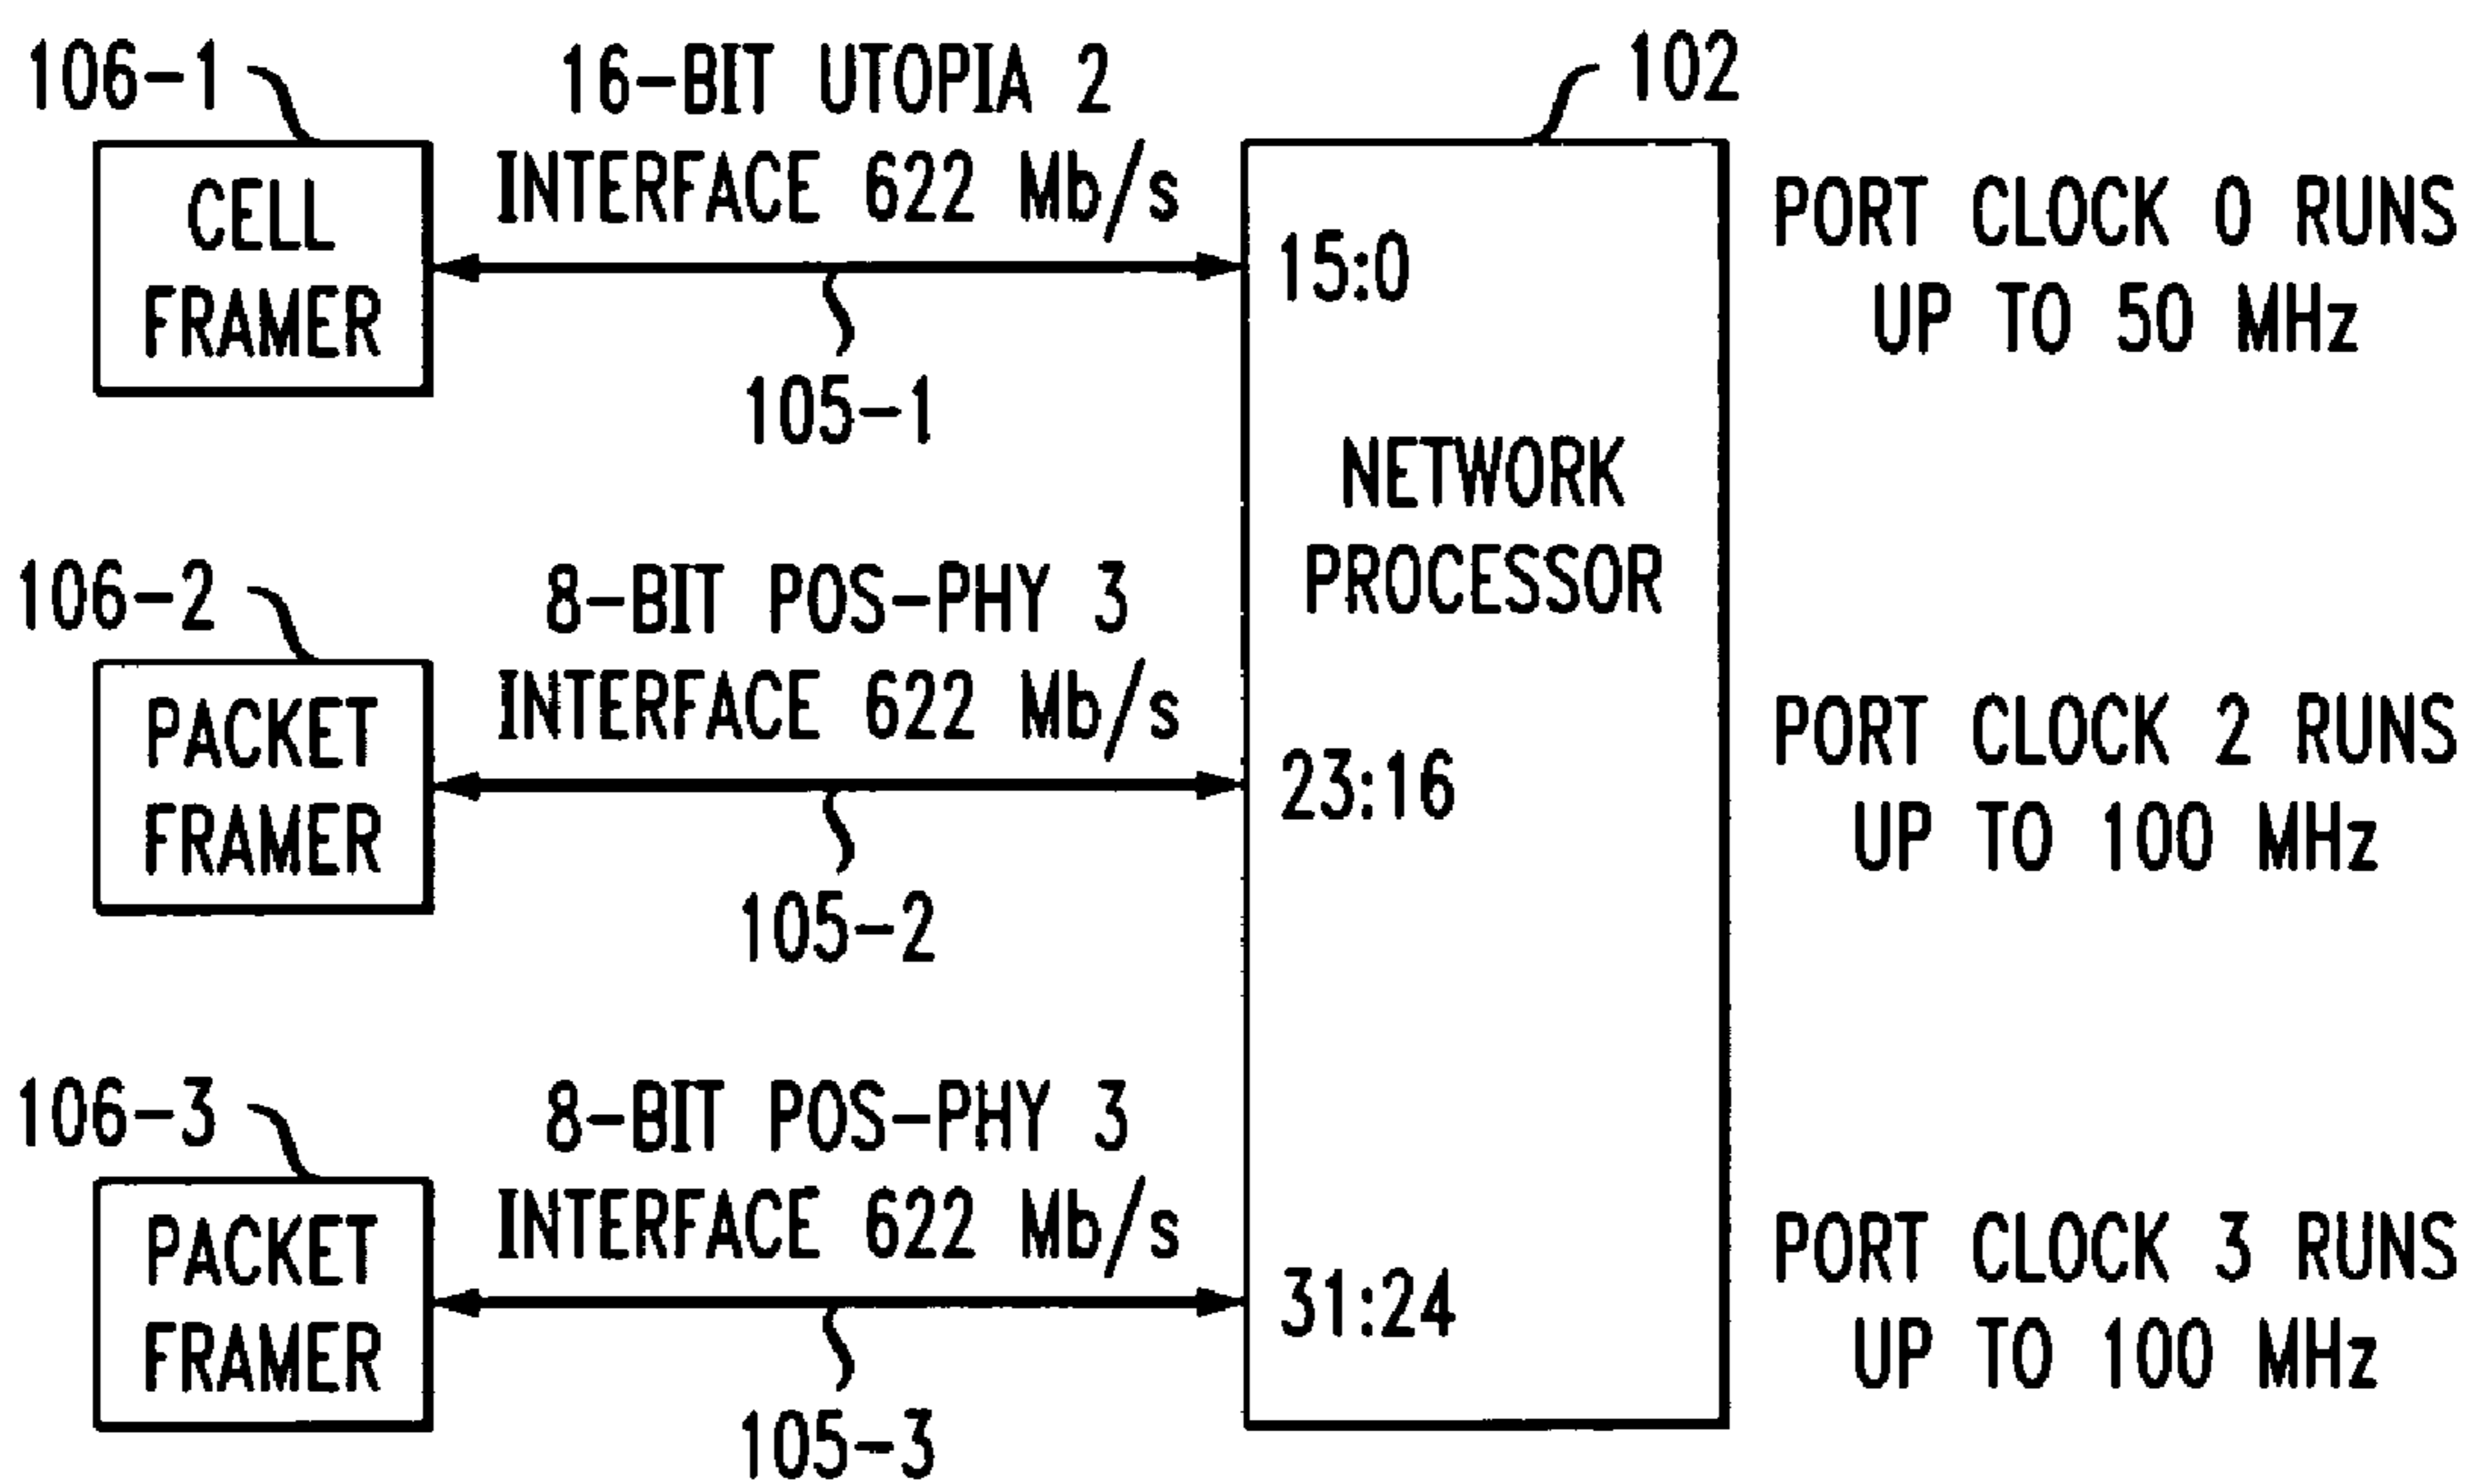 106-1
16-BIT UTOPIA 2
INTERFACE 622 Mb/s
102
CELL
FRAMER
15:0
PORT CLOCK 0 RUNS
UP TO 50 MHz
105-1
NETWORK
PROCESSOR
106-2
8-BIT POS-PHY 3
INTERFACE 622 Mb/s
PACKET
FRAMER
23:16
PORT CLOCK 2 RUNS
UP TO 100 MHz
105-2
106-3
8-BIT POS-PHY 3
INTERFACE 622 Mb/s
PACKET
FRAMER
31:24
PORT CLOCK 3 RUNS
UP TO 100 MHz
105-3